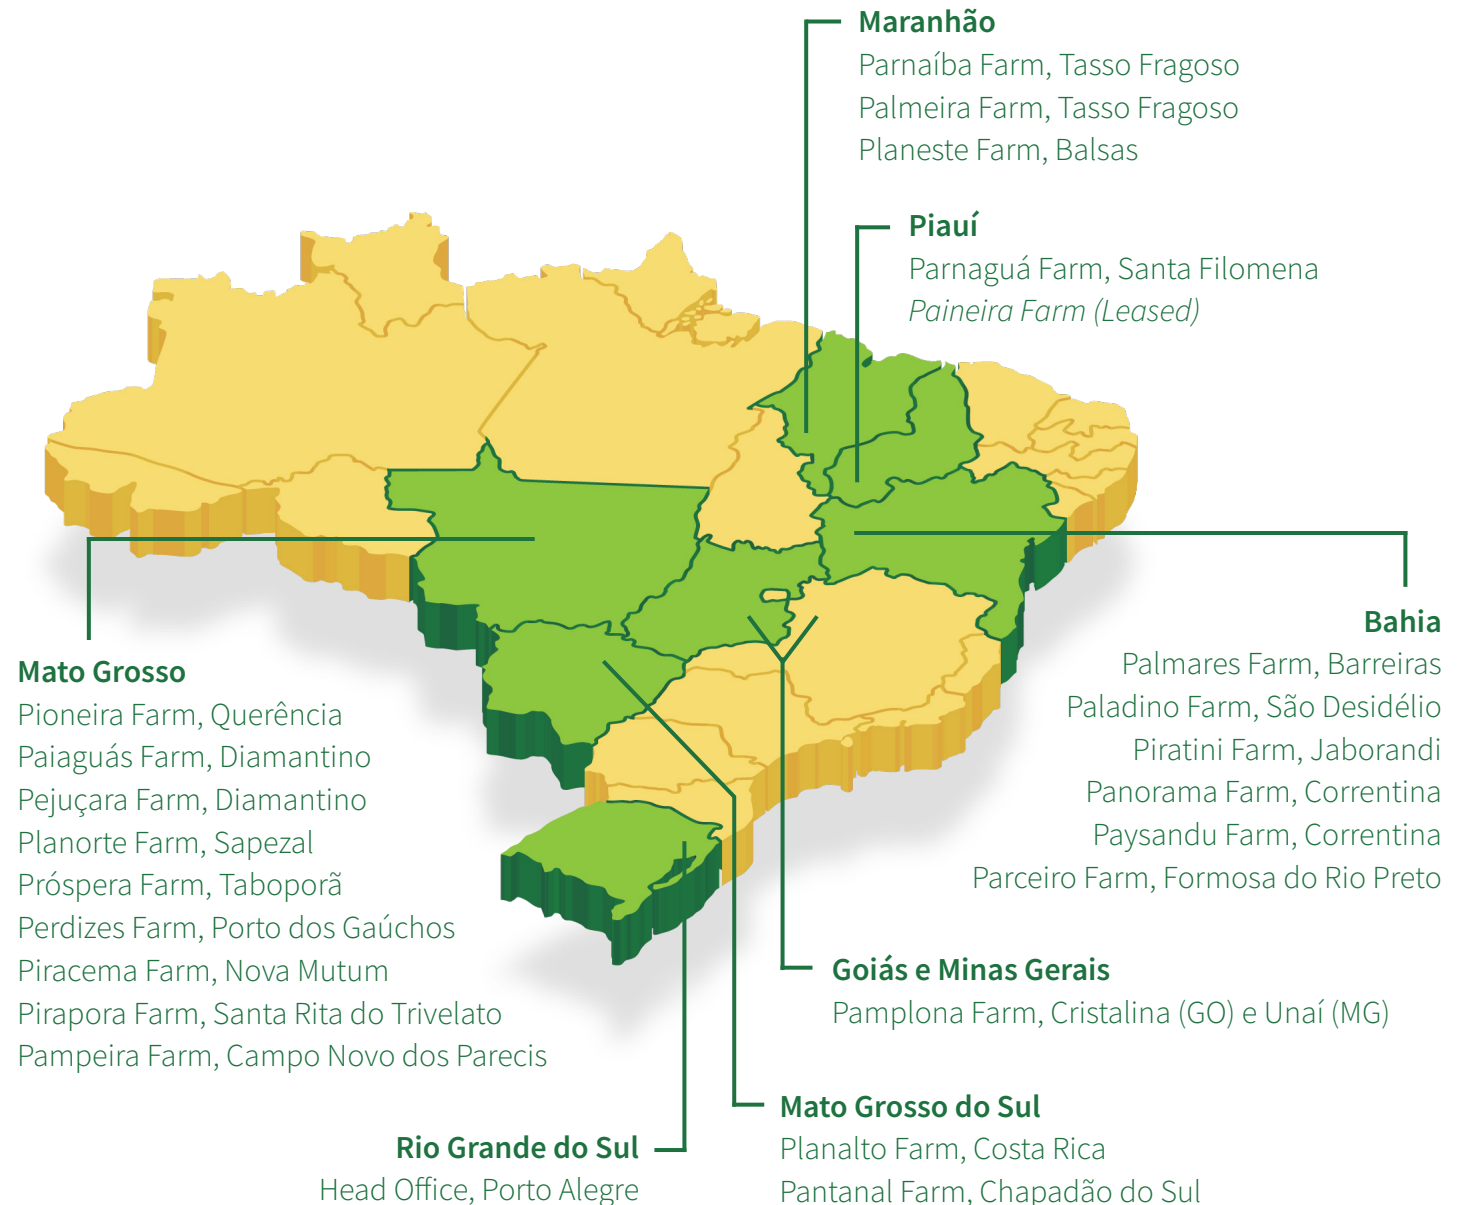 Maranhão
Parnaíba Farm, Tasso Fragoso
Palmeira Farm, Tasso Fragoso
Planeste Farm, Balsas
Piauí
Parnaguá Farm, Santa Filomena
Paineira Farm (Leased)
Bahia
Palmares Farm, Barreiras
Paladino Farm, São Desidélio
Piratini Farm, Jaborandi
Panorama Farm, Correntina
Paysandu Farm, Correntina
Parceiro Farm, Formosa do Rio Preto
Mato Grosso
Pioneira Farm, Querência
Paiaguás Farm, Diamantino
Pejuçara Farm, Diamantino
Planorte Farm, Sapezal
Próspera Farm, Taboporã
Perdizes Farm, Porto dos Gaúchos
Piracema Farm, Nova Mutum
Pirapora Farm, Santa Rita do Trivelato
Pampeira Farm, Campo Novo dos Parecis
Goiás e Minas Gerais
Pamplona Farm, Cristalina (GO) e Unaí (MG)
Mato Grosso do Sul
Planalto Farm, Costa Rica
Pantanal Farm, Chapadão do Sul
Rio Grande do Sul
Head Office, Porto Alegre